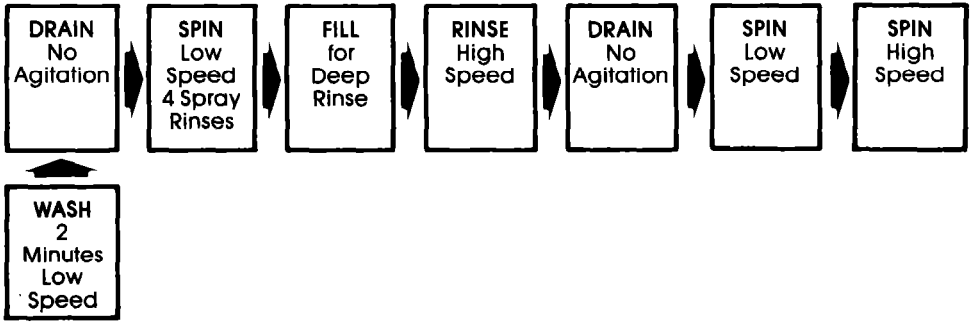 DRAIN
No
Agitation
SPIN
Low
Speed
4 Spray
Rinses
FILL
for
Deep
Rinse
RINSE
High
Speed
DRAIN
No
Agitation
SPIN
Low
Speed
SPIN
High
Speed
WASH
2
Minutes
Low
Speed